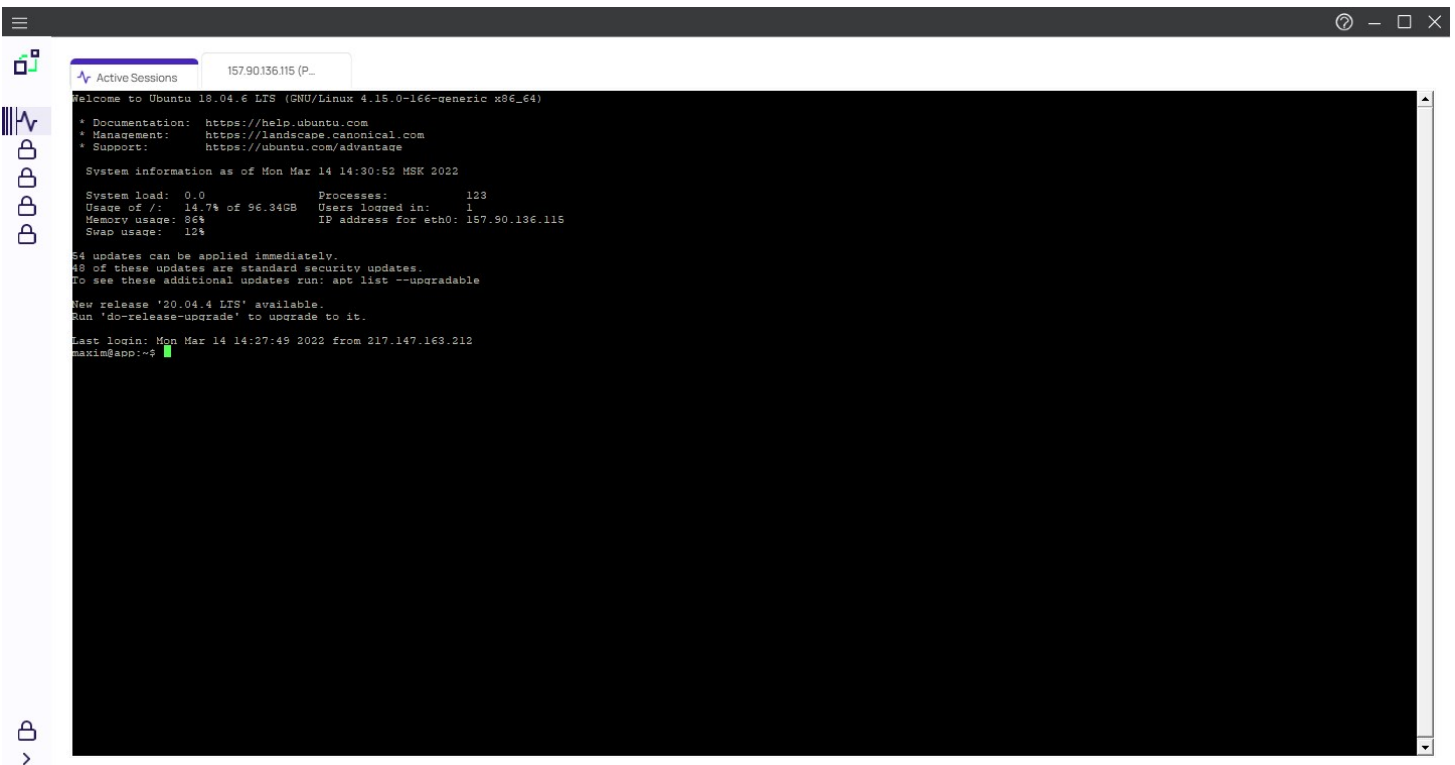 Active Sessions
157.90.136.115 (P...
Welcome to Ubuntu 18.04.6 LTS (GNU/Linux 4.15.0-166-generic x86_64)
* Documentation: https://help.ubuntu.com
* Management: https://landscape.canonical.com
* Support: https://ubuntu.com/advantage
System information as of Mon Mar 14 14:30:52 MSK 2022
System load: 0.0 Processes: 123
Usage of /: 14.7% of 96.34GB Users logged in: 1
Memory usage: 86% IP address for eth0: 157.90.136.115
Swap usage: 12%
54 updates can be applied immediately.
48 of these updates are standard security updates.
To see these additional updates run: apt list --upgradable
New release '20.04.4 LTS' available.
Run 'do-release-upgrade' to upgrade to it.
Last login: Mon Mar 14 14:27:49 2022 from 217.147.163.212
maxim@app:~$